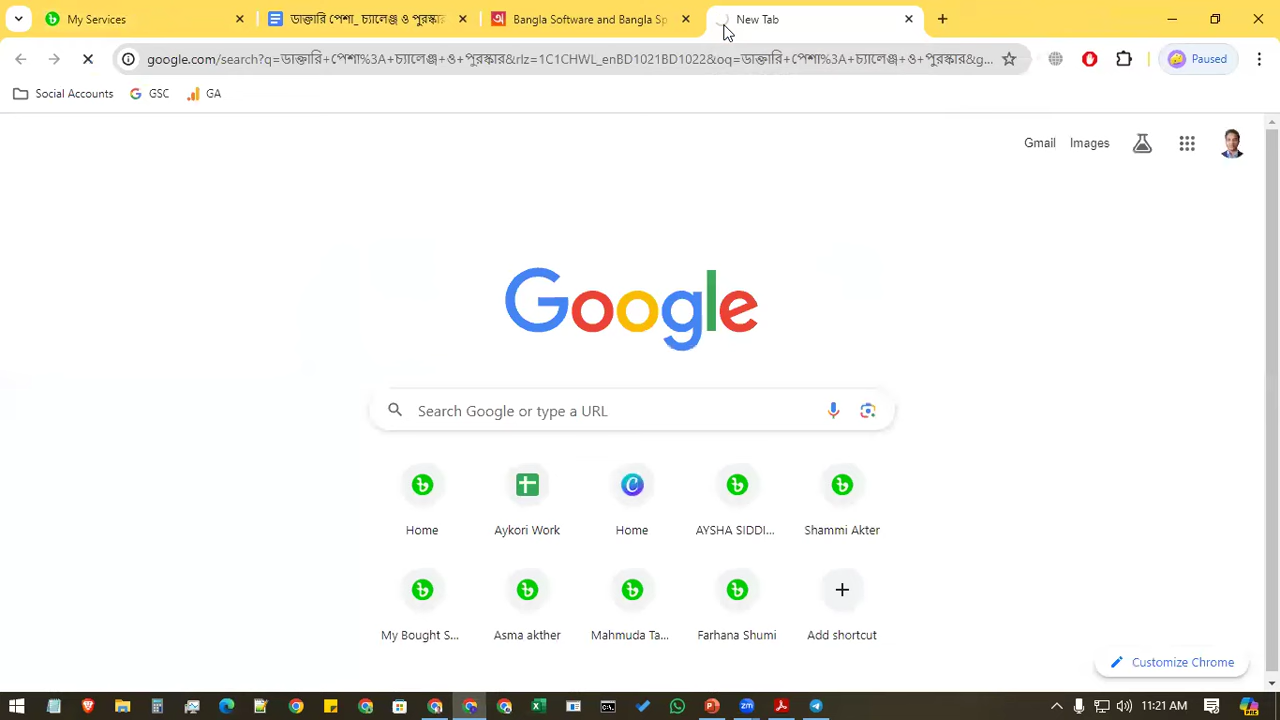 My Services
ডাক্তারি পেশা_ চ্যালেঞ্জ ও পুরস্কার
Bangla Software and Bangla Sp
New Tab
google.com/search?q=ডাক্তারি+পেশা%3A+চ্যালেঞ্জ+ও+পুরস্কার&rlz=1C1CHWL_enBD1021BD1022&oq=ডাক্তারি+পেশা%3A+চ্যালেঞ্জ+ও+পুরস্কার&g...
Paused
Social Accounts
GSC
GA
Gmail
Images
Google
Search Google or type a URL
Home
Aykori Work
Home
AYSHA SIDDI...
Shammi Akter
My Bought S...
Asma akther
Mahmuda Ta...
Farhana Shumi
Add shortcut
Customize Chrome
11:21 AM